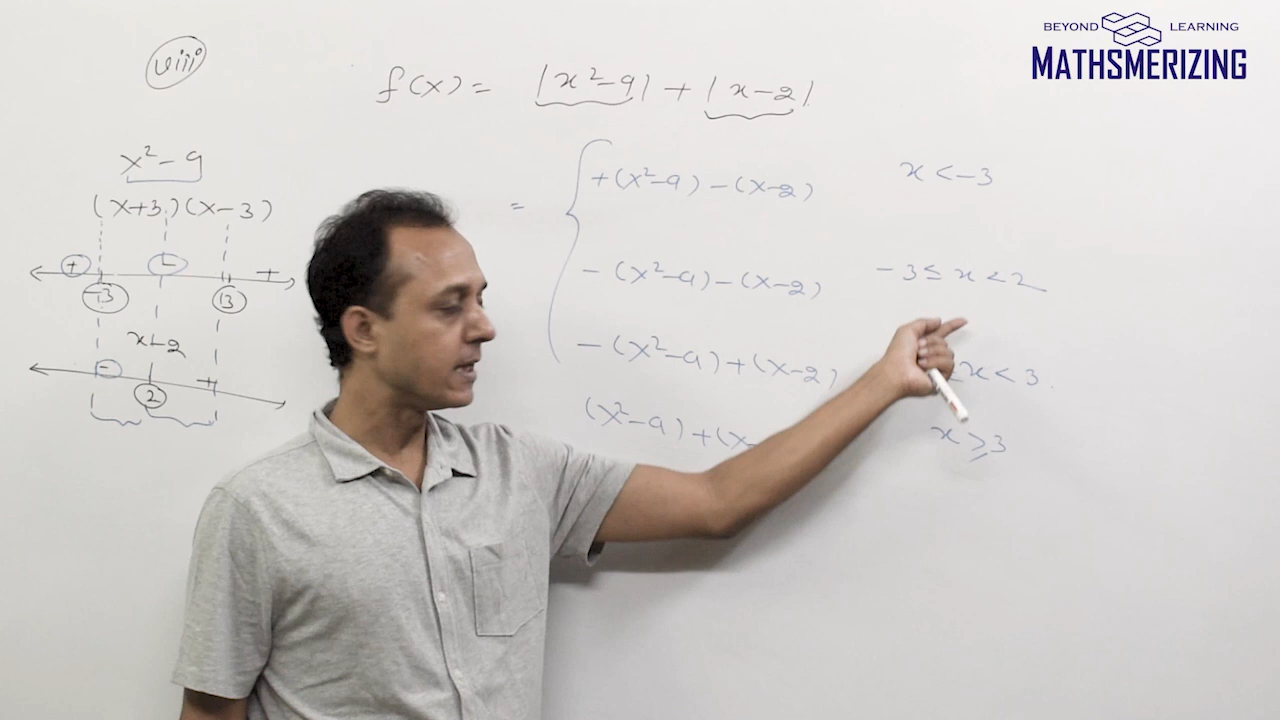 BEYOND LEARNING
MATHSMERIZING
viii
f(x) = |x²-9| + |x-2|
x²-9
(x+3)(x-3)
+ - +
-3 3
x-2
- +
2
= +(x²-9)-(x-2) x<-3
-(x²-9)-(x-2) -3≤x<2
-(x²-9)+(x-2) x<3
(x²-9)+(x- x≥3